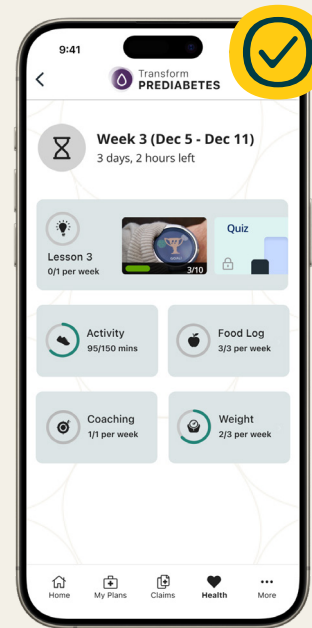 9:41
Transform
PREDIABETES
Week 3 (Dec 5 - Dec 11)
3 days, 2 hours left
Lesson 3
0/1 per week
3/10
Quiz
Activity
95/150 mins
Food Log
3/3 per week
Coaching
1/1 per week
Weight
2/3 per week
Home
My Plans
Claims
Health
More